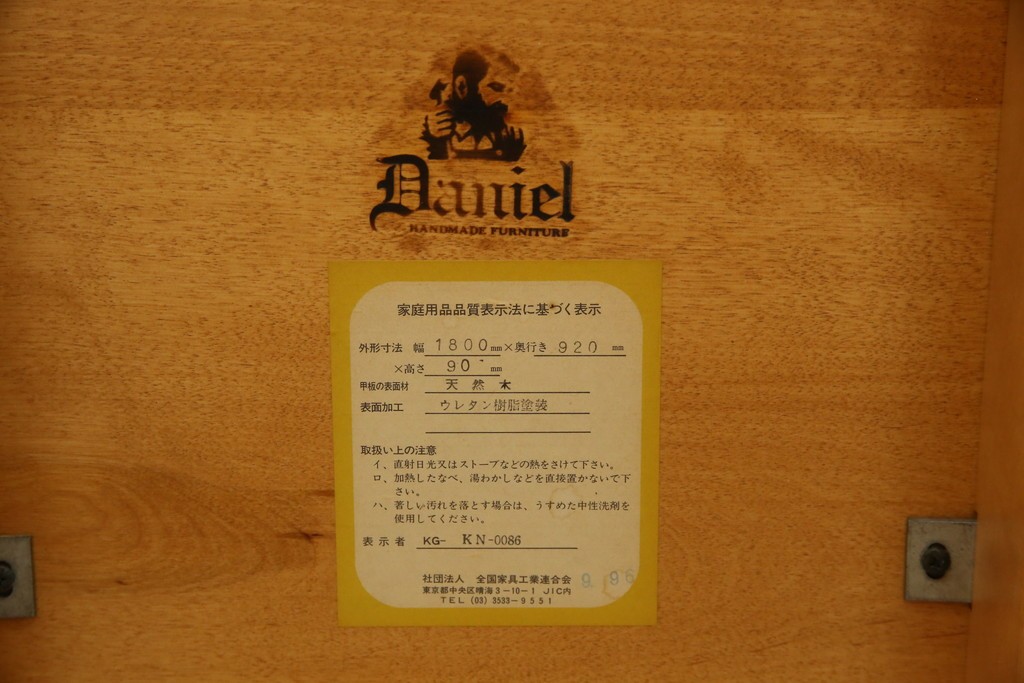 Daniel
HANDMADE FURNITURE
家庭用品品質表示法に基づく表示
外形寸法 幅 1800mm×奥行き 920 mm
×高さ 90 mm
甲板の表面材 天然木
表面加工 ウレタン樹脂塗装
取扱い上の注意
イ、直射日光又はストーブなどの熱をさけて下さい。
ロ、加熱したなべ、湯わかしなどを直接置かないで下
さい。
ハ、著しい汚れを落とす場合は、うすめた中性洗剤を
使用してください。
表示者 KG- KN-0086
社団法人 全国家具工業連合会
東京都中央区晴海3-10-1 JIC内
TEL (03) 3533-9551